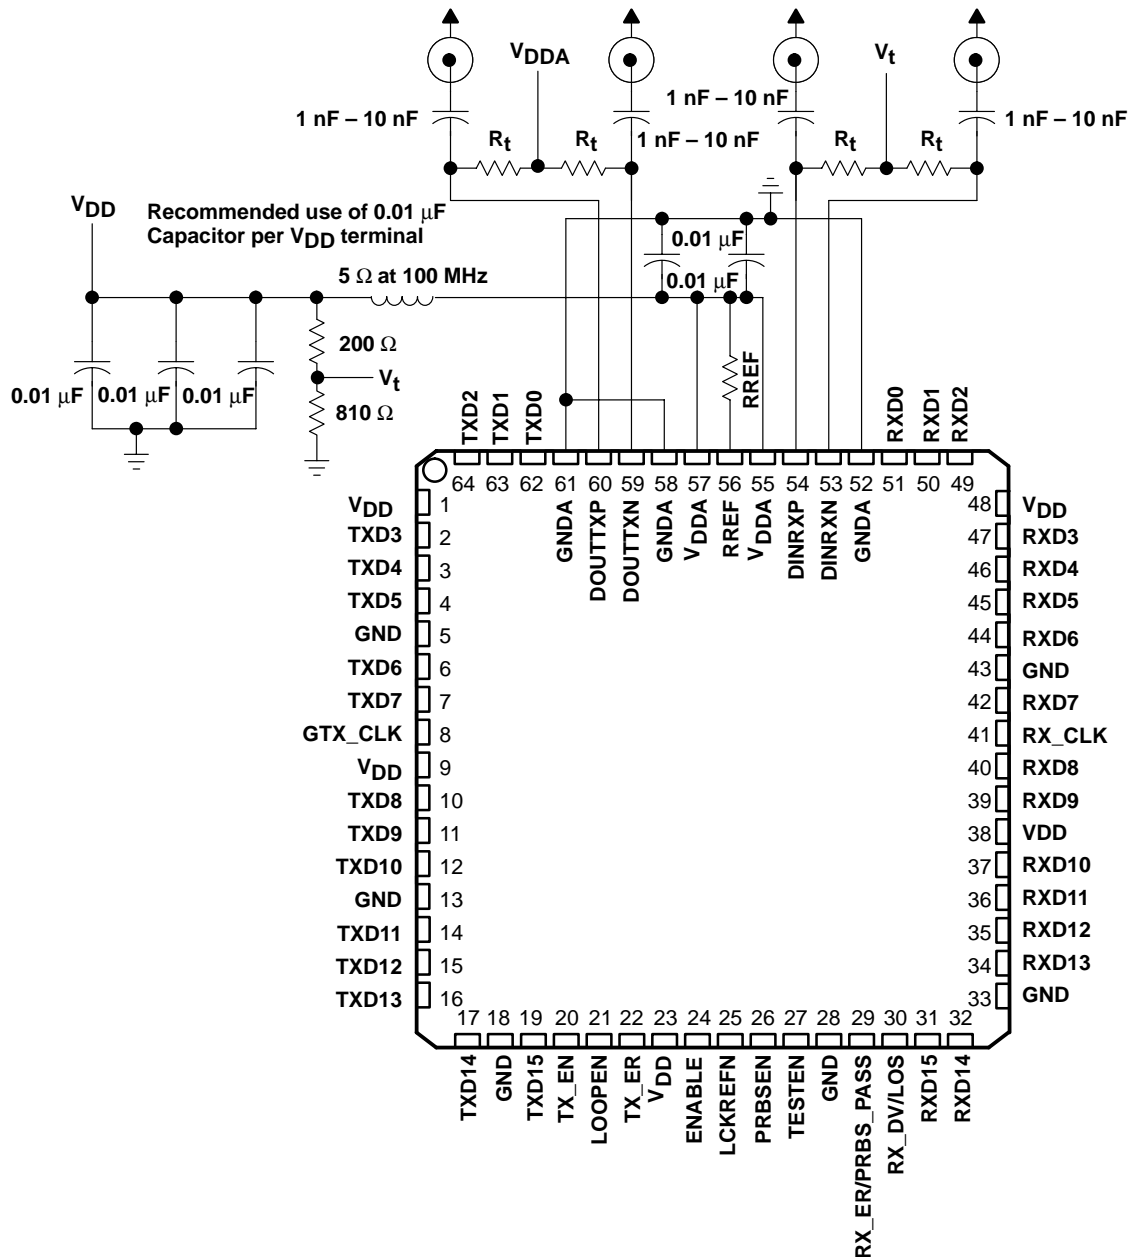 VDDA
Vt
1 nF – 10 nF
1 nF – 10 nF
1 nF – 10 nF
1 nF – 10 nF
Rt
Rt
Rt
Rt
VDD
Recommended use of 0.01 μF
Capacitor per VDD terminal
5 Ω at 100 MHz
0.01 μF
0.01 μF
200 Ω
Vt
810 Ω
0.01 μF
0.01 μF
0.01 μF
RREF
TXD2
TXD1
TXD0
RXD0
RXD1
RXD2
64
63
62
61
60
59
58
57
56
55
54
53
52
51
50
49
GNDA
DOUTTXP
DOUTTXN
GNDA
VDDA
RREF
VDDA
DINRXP
DINRXN
GNDA
VDD 1
TXD3 2
TXD4 3
TXD5 4
GND 5
TXD6 6
TXD7 7
GTX_CLK 8
VDD 9
TXD8 10
TXD9 11
TXD10 12
GND 13
TXD11 14
TXD12 15
TXD13 16
48 VDD
47 RXD3
46 RXD4
45 RXD5
44 RXD6
43 GND
42 RXD7
41 RX_CLK
40 RXD8
39 RXD9
38 VDD
37 RXD10
36 RXD11
35 RXD12
34 RXD13
33 GND
17
18
19
20
21
22
23
24
25
26
27
28
29
30
31
32
TXD14
GND
TXD15
TX_EN
LOOPEN
TX_ER
VDD
ENABLE
LCKREFN
PRBSEN
TESTEN
GND
RX_ER/PRBS_PASS
RX_DV/LOS
RXD15
RXD14